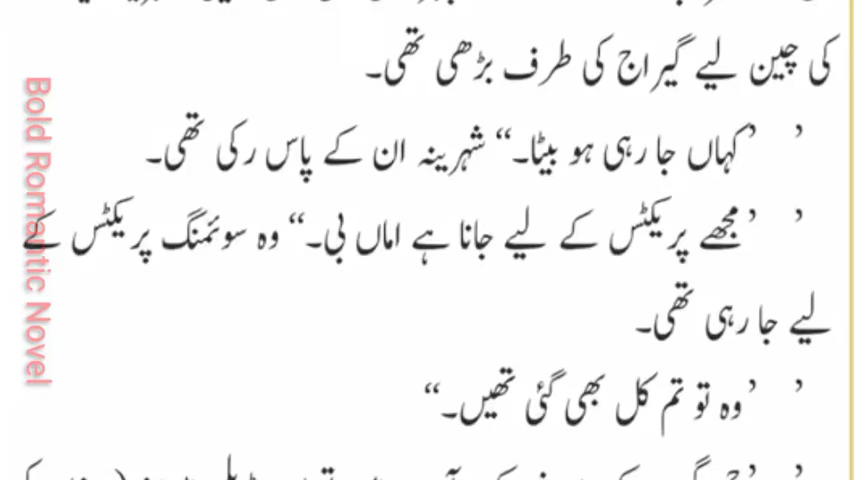 کی چین لیے گیراج کی طرف بڑھی تھی۔
’’کہاں جا رہی ہو بیٹا۔‘‘ شہرینہ ان کے پاس رکی تھی۔
’’مجھے پریکٹس کے لیے جانا ہے اماں بی۔‘‘ وہ سوئمنگ پریکٹس کے
لیے جا رہی تھی۔
’’وہ تو تم کل بھی گئی تھیں۔‘‘
Bold Romantic Novel